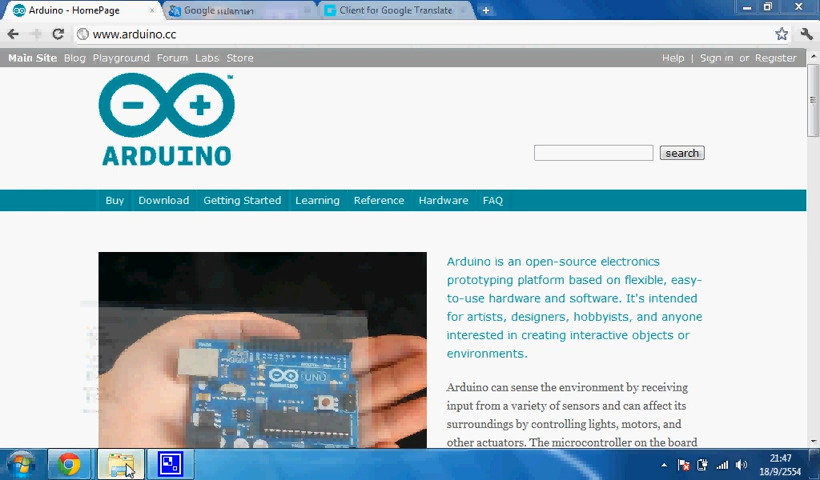 Arduino - HomePage
Google แปลภาษา
Client for Google Translate
www.arduino.cc
Main Site Blog Playground Forum Labs Store
Help | Sign in or Register
ARDUINO
TM
search
Buy Download Getting Started Learning Reference Hardware FAQ
Arduino is an open-source electronics
prototyping platform based on flexible, easy-
to-use hardware and software. It's intended
for artists, designers, hobbyists, and anyone
interested in creating interactive objects or
environments.
Arduino can sense the environment by receiving
input from a variety of sensors and can affect its
surroundings by controlling lights, motors, and
other actuators. The microcontroller on the board
UNO
21:47
18/9/2554